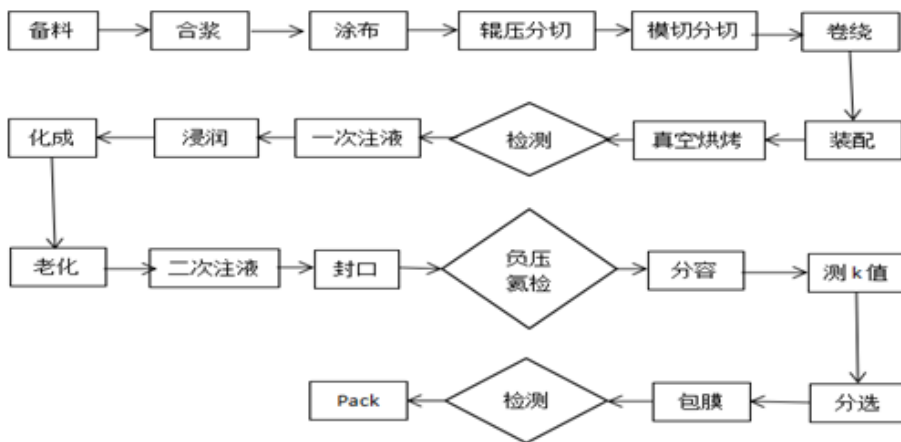 备料
合浆
涂布
辊压分切
模切分切
卷绕
装配
真空烘烤
检测
一次注液
浸润
化成
老化
二次注液
封口
负压
氦检
分容
测k值
分选
包膜
检测
Pack